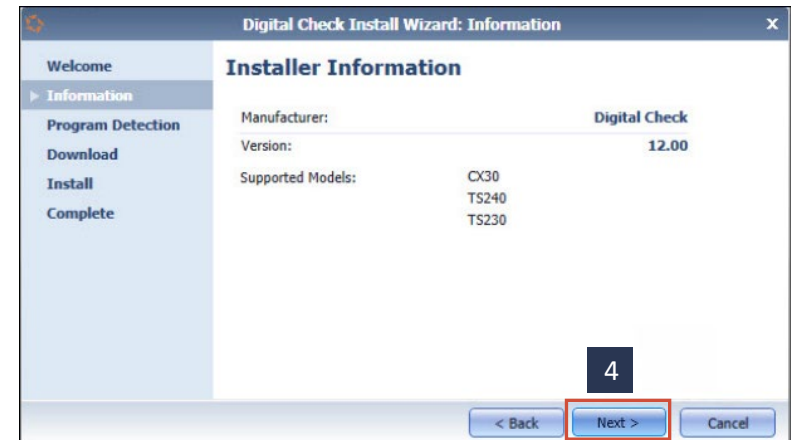 Digital Check Install Wizard: Information x
Welcome
Information
Program Detection
Download
Install
Complete
Installer Information
Manufacturer: Digital Check
Version: 12.00
Supported Models: CX30
TS240
TS230
4
< Back Next > Cancel